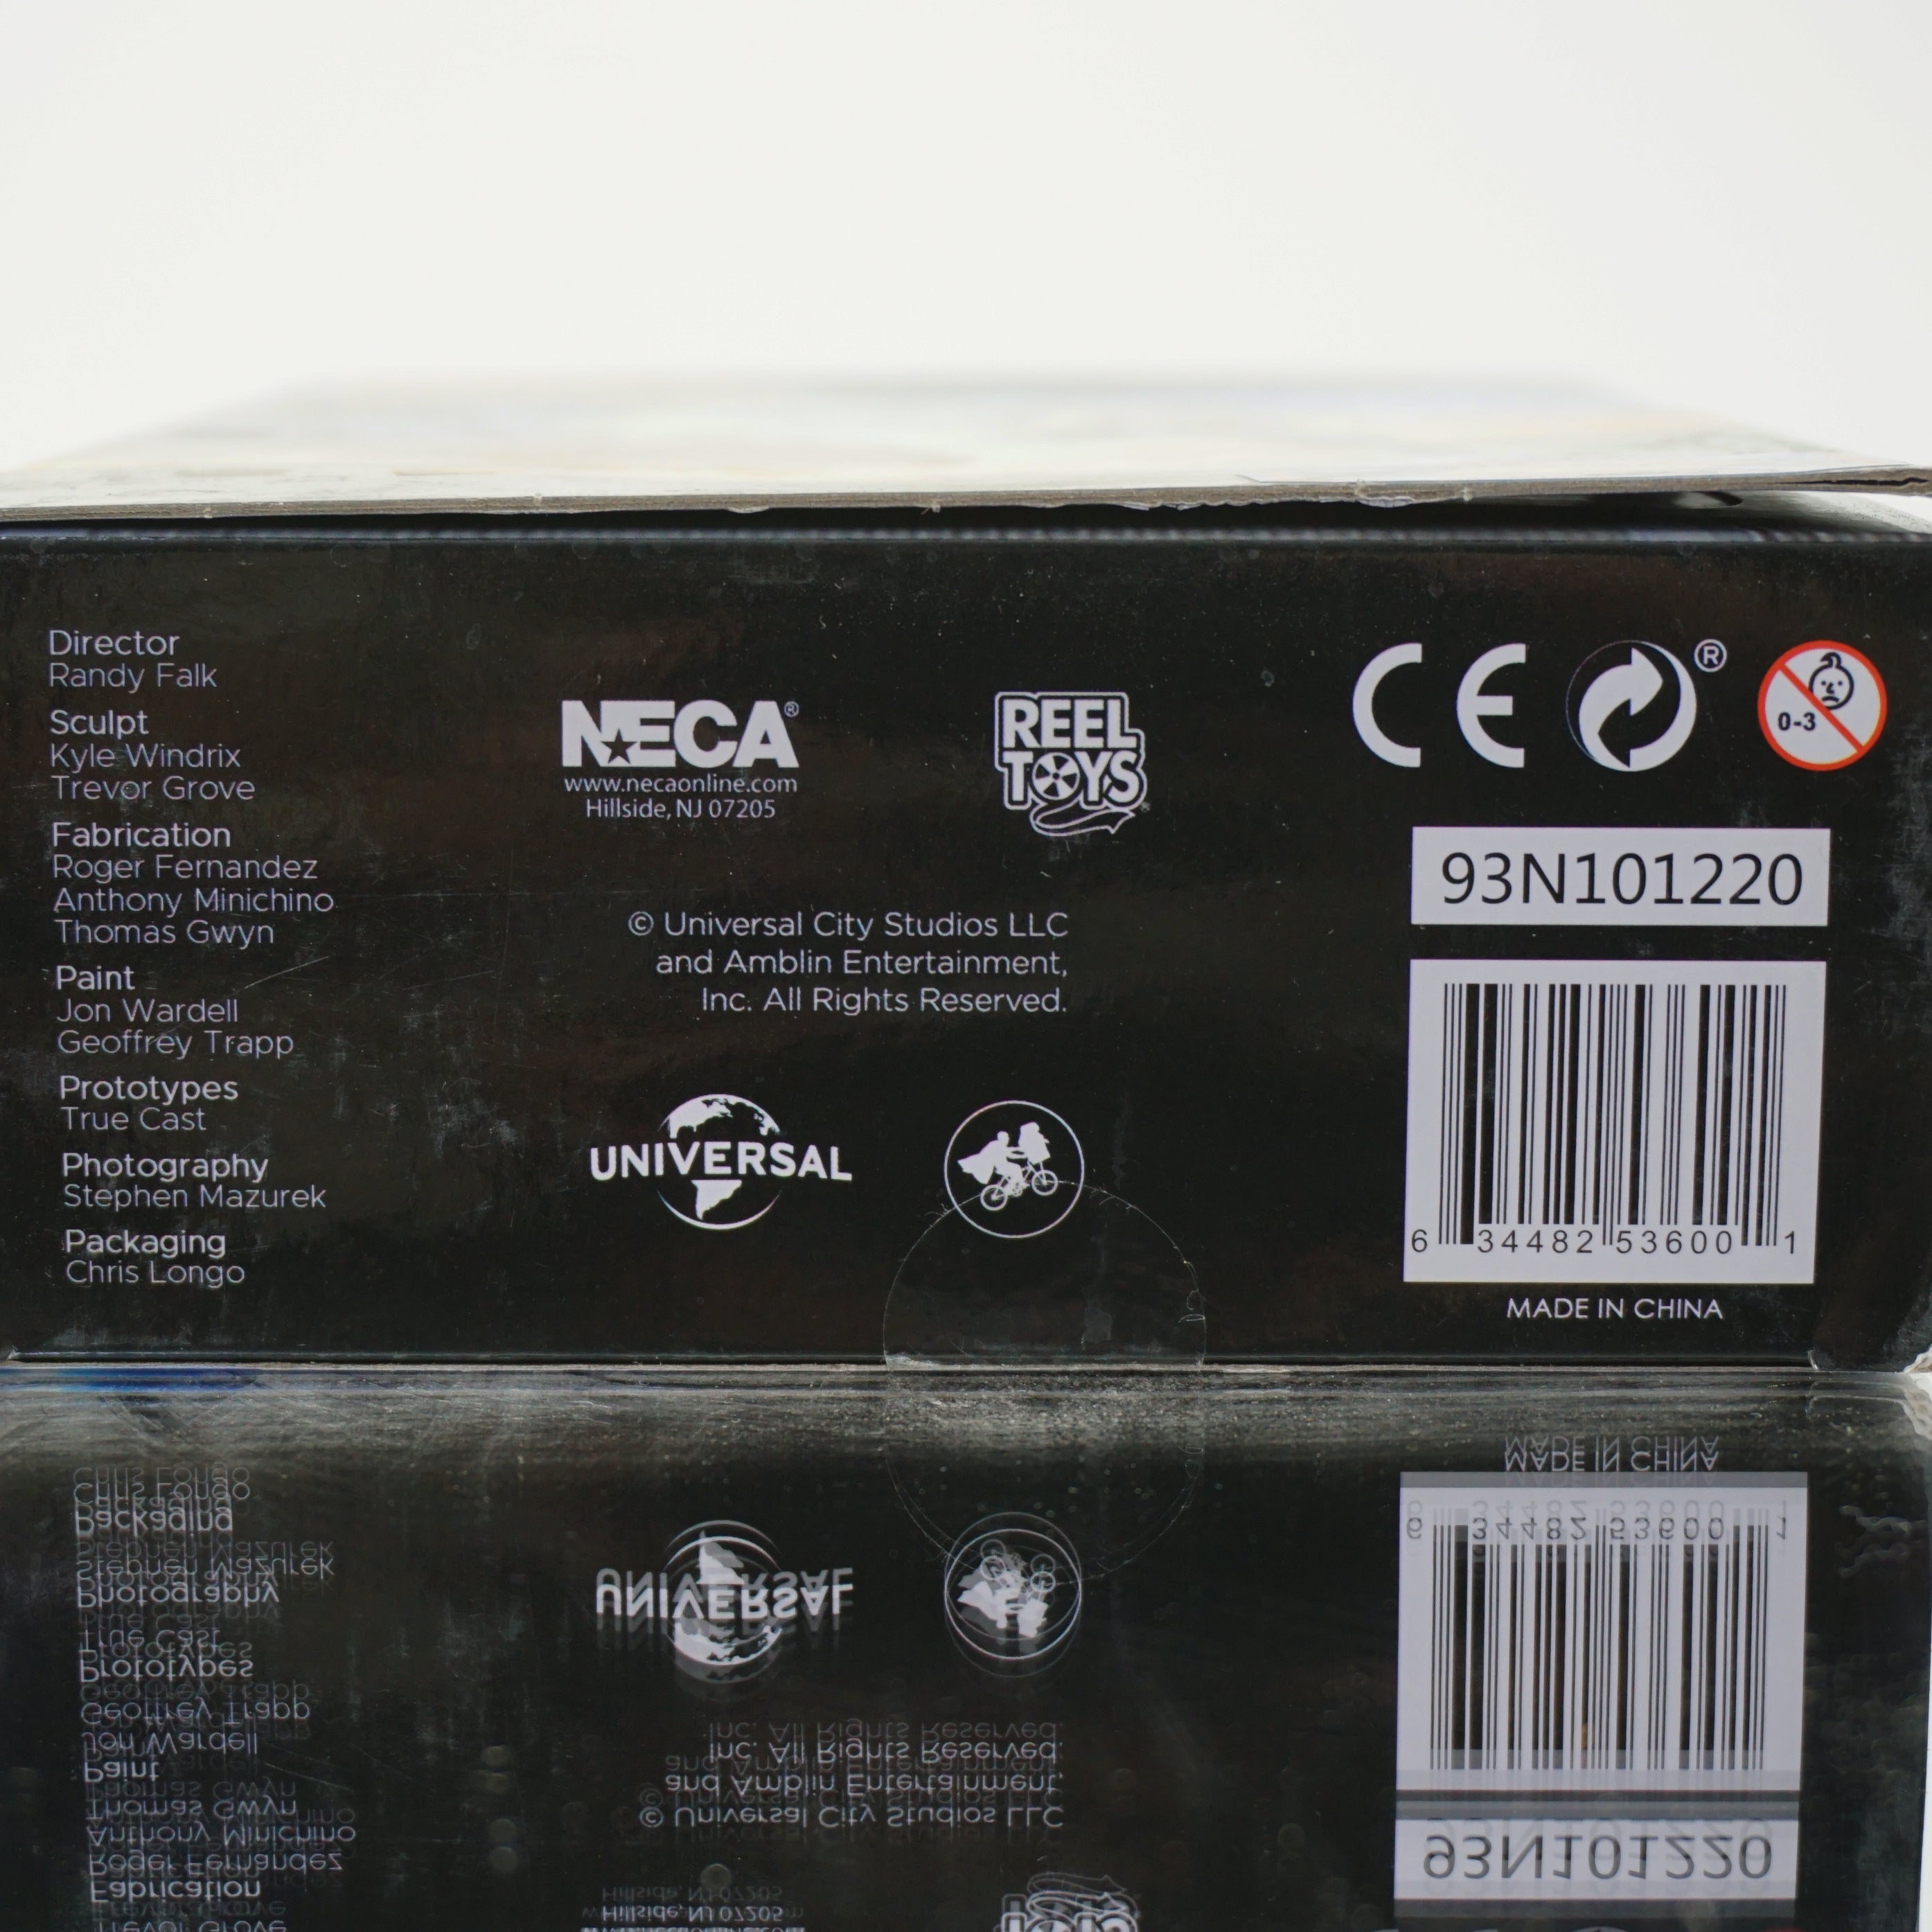 Director
Randy Falk
Sculpt
Kyle Windrix
Trevor Grove
Fabrication
Roger Fernandez
Anthony Minichino
Thomas Gwyn
Paint
Jon Wardell
Geoffrey Trapp
Prototypes
True Cast
Photography
Stephen Mazurek
Packaging
Chris Longo
NECA®
www.necaonline.com
Hillside, NJ 07205
REEL
TOYS
© Universal City Studios LLC
and Amblin Entertainment,
Inc. All Rights Reserved.
UNIVERSAL
CE ®
0-3
93N101220
6 34482 53600 1
MADE IN CHINA